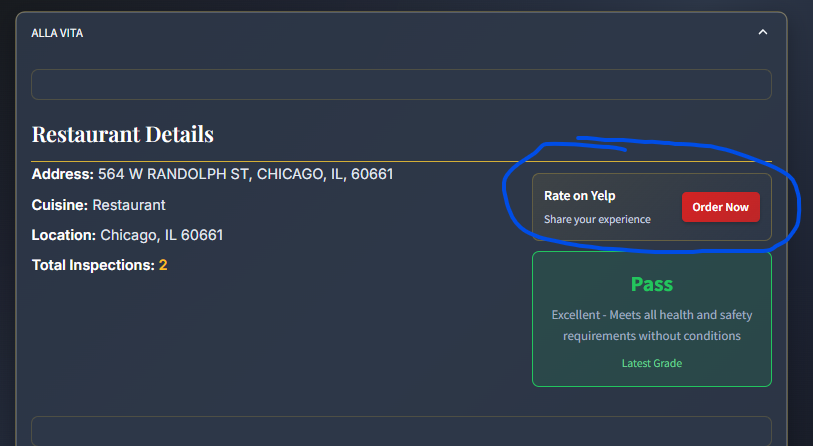 ALLA VITA
Restaurant Details
Address: 564 W RANDOLPH ST, CHICAGO, IL, 60661
Cuisine: Restaurant
Location: Chicago, IL 60661
Total Inspections: 2
Rate on Yelp
Share your experience
Order Now
Pass
Excellent - Meets all health and safety
requirements without conditions
Latest Grade